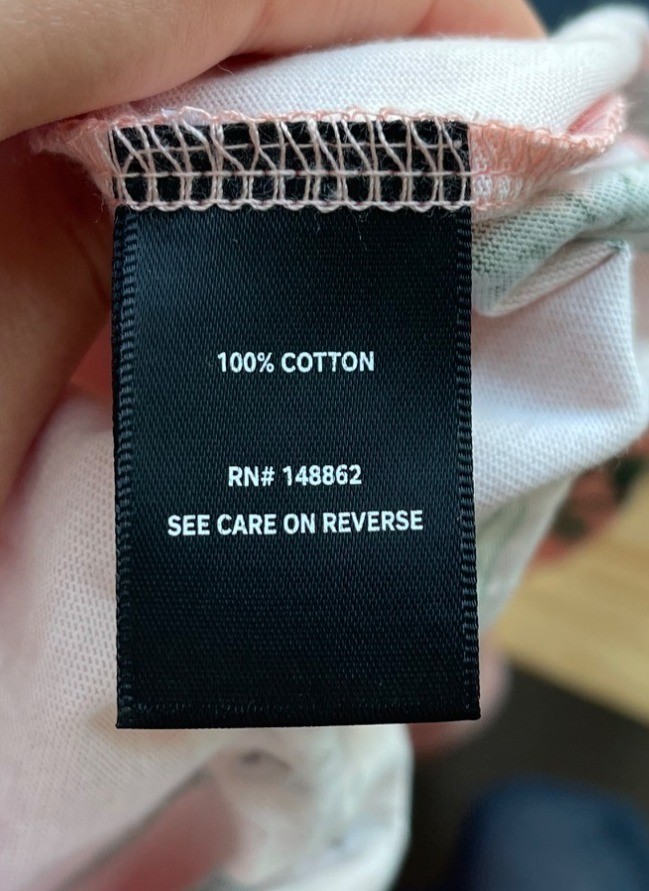 100% COTTON
RN# 148862
SEE CARE ON REVERSE